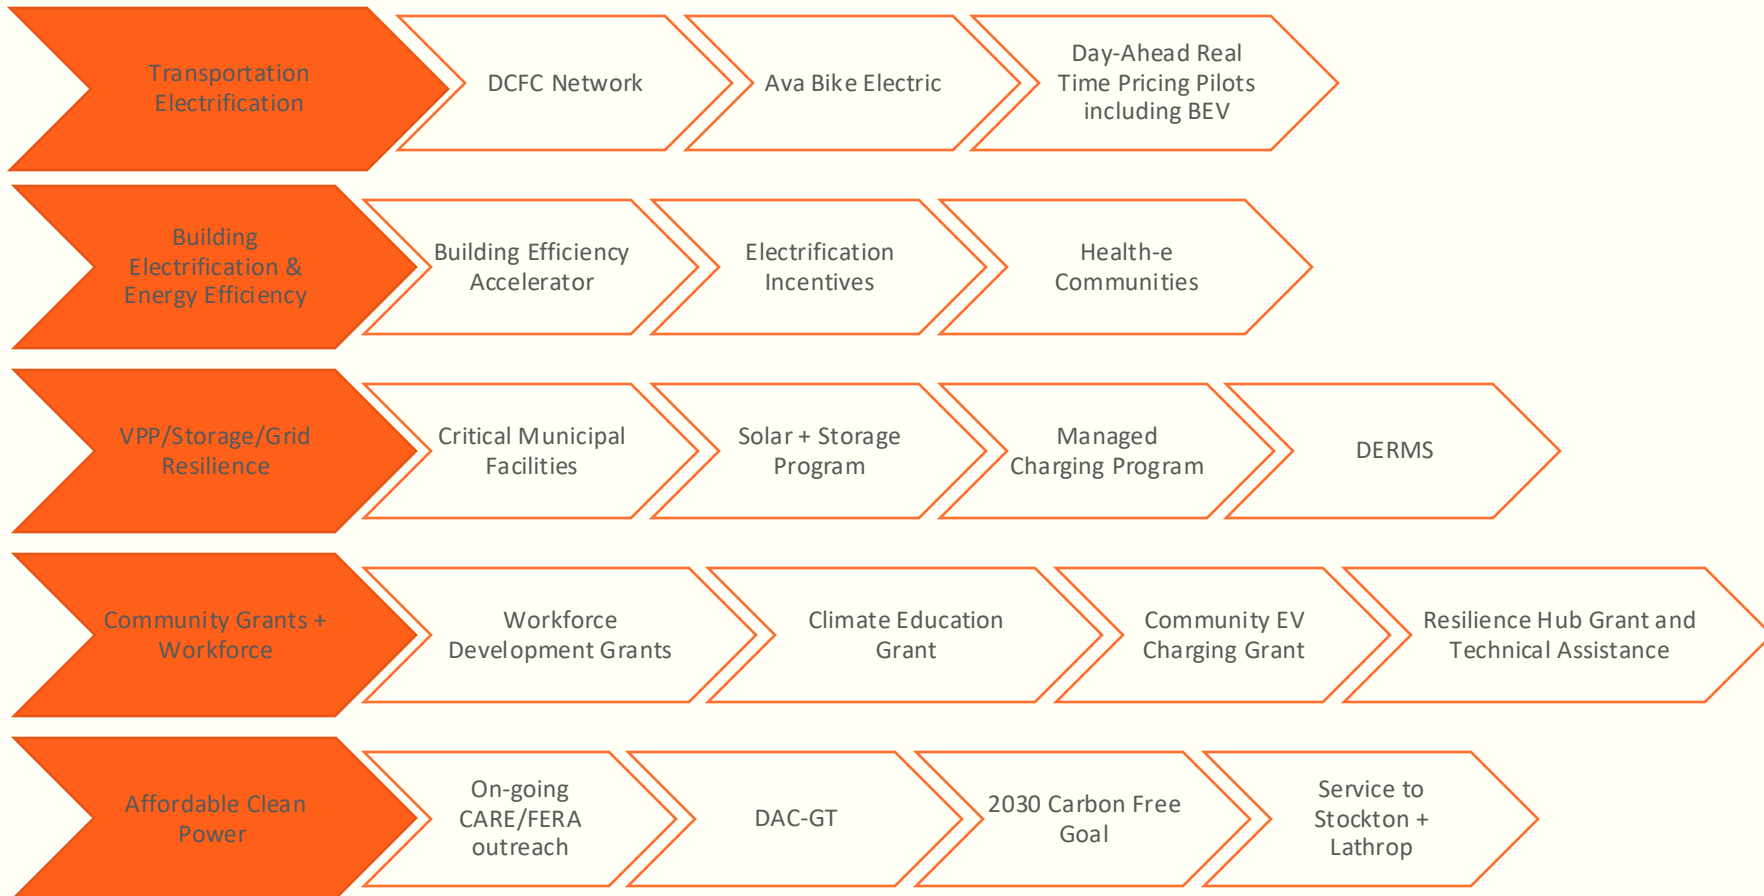 Transportation
Electrification
DCFC Network
Ava Bike Electric
Day-Ahead Real
Time Pricing Pilots
including BEV
Building
Electrification &
Energy Efficiency
Building Efficiency
Accelerator
Electrification
Incentives
Health-e
Communities
VPP/Storage/Grid
Resilience
Critical Municipal
Facilities
Solar + Storage
Program
Managed
Charging Program
DERMS
Community Grants +
Workforce
Workforce
Development Grants
Climate Education
Grant
Community EV
Charging Grant
Resilience Hub Grant and
Technical Assistance
Affordable Clean
Power
On-going
CARE/FERA
outreach
DAC-GT
2030 Carbon Free
Goal
Service to
Stockton +
Lathrop